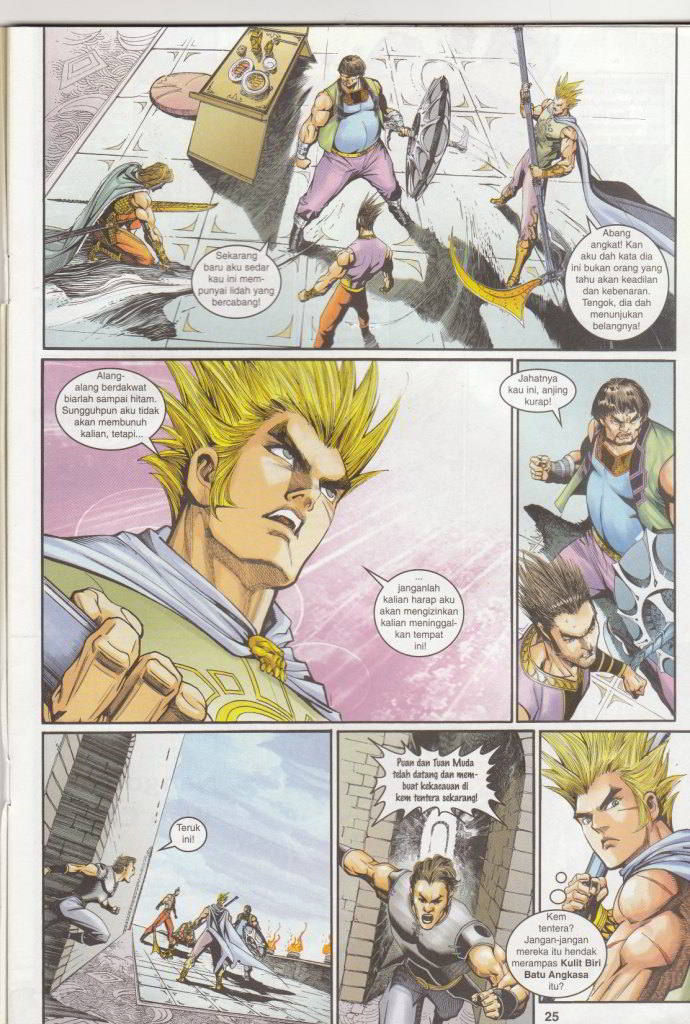 Sekarang
baru aku sedar
kau ini mem-
punyai lidah yang
bercabang!
Abang
angkat! Kan
aku dah kata dia
ini bukan orang yang
tahu akan keadilan
dan kebenaran.
Tengok, dia dah
menunjukan
belangnya!
Alang-
alang berdakwat
biarlah sampai hitam.
Sungguhpun aku tidak
akan membunuh
kalian, tetapi...
...
janganlah
kalian harap aku
akan mengizinkan
kalian meninggal-
kan tempat
ini!
Jahatnya
kau ini, anjing
kurap!
Teruk
ini!
Puan dan Tuan Muda
telah datang dan mem-
buat kekacauan di
kem tentera sekarang!
Kem
tentera?
Jangan-jangan
mereka itu hendak
merampas Kulit Biri
Batu Angkasa
itu?
25